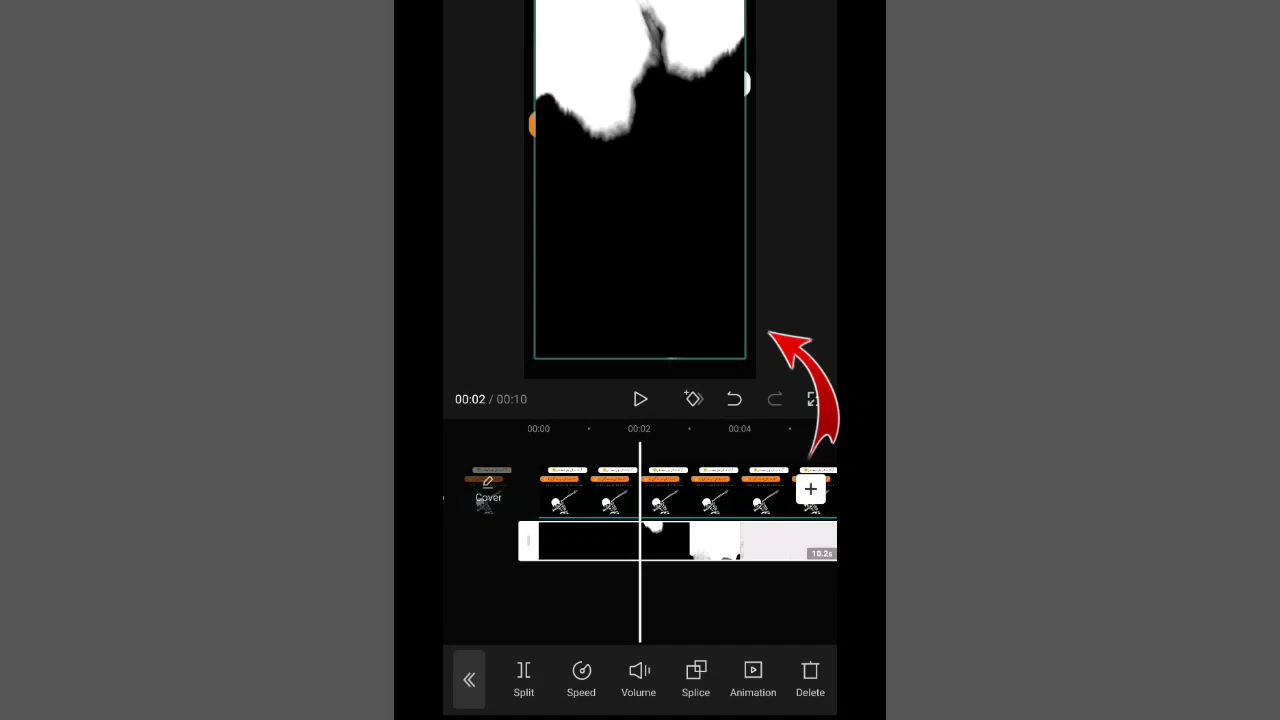 00:02 / 00:10
00:00
00:02
00:04
Cover
10.2s
Split
Speed
Volume
Splice
Animation
Delete